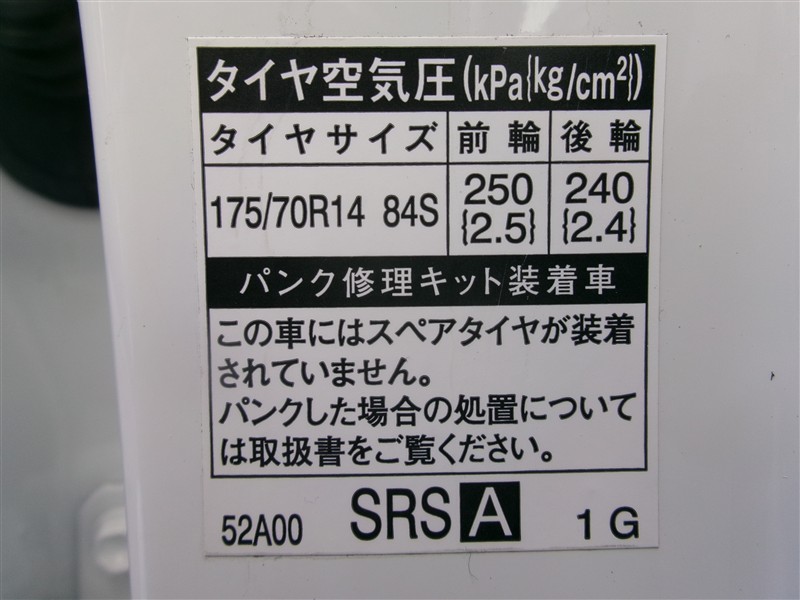 タイヤ空気圧(kPa{kg/cm²})
タイヤサイズ 前輪 後輪
175/70R14 84S 250 {2.5} 240 {2.4}
パンク修理キット装着車
この車にはスペアタイヤが装着
されていません。
パンクした場合の処置について
は取扱書をご覧ください。
52A00 SRS A 1G